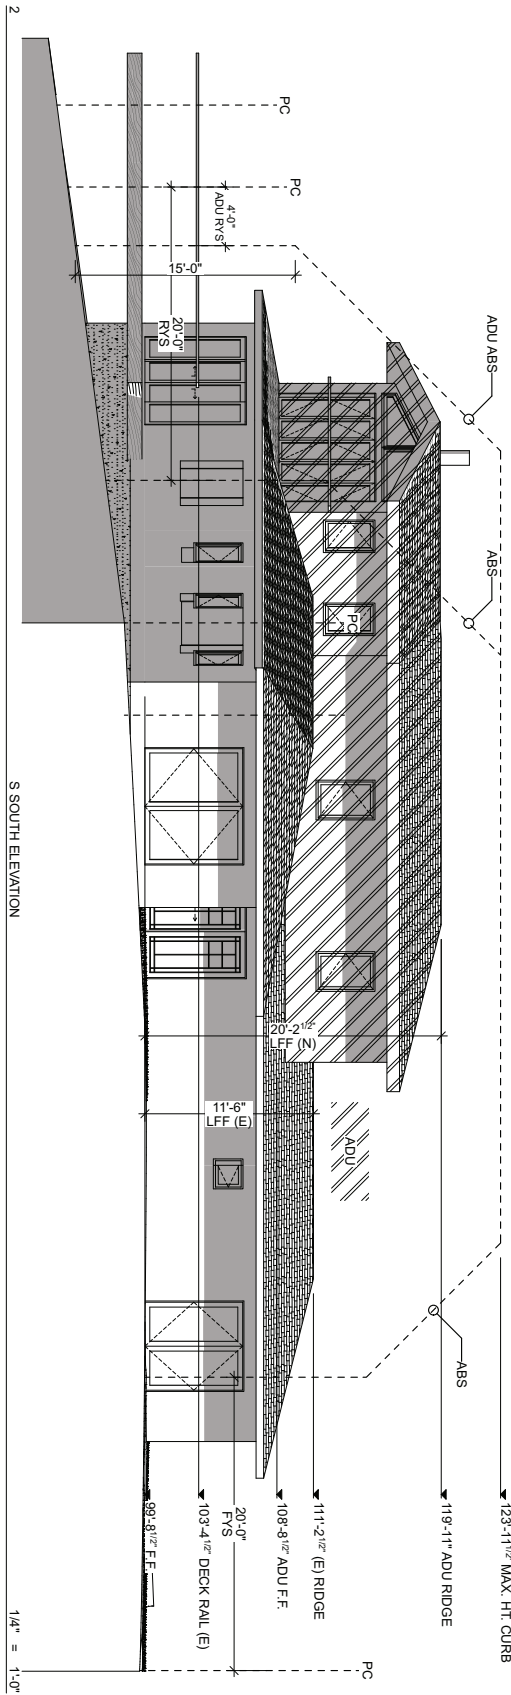 PC
PC
4'-0"
ADU RYS
15'-0"
20'-0"
RYS
ADU ABS
ABS
PC
20'-2 1/2"
LFF (N)
11'-6"
LFF (E)
ADU
ABS
123'-11 1/2" MAX. HT. CURB
119'-11" ADU RIDGE
111'-2 1/2" (E) RIDGE
108'-8 1/2" ADU F.F.
103'-4 1/2" DECK RAIL (E)
99'-8 1/2" F.F.
20'-0"
FYS
PC
2
S SOUTH ELEVATION
1/4" = 1'-0"